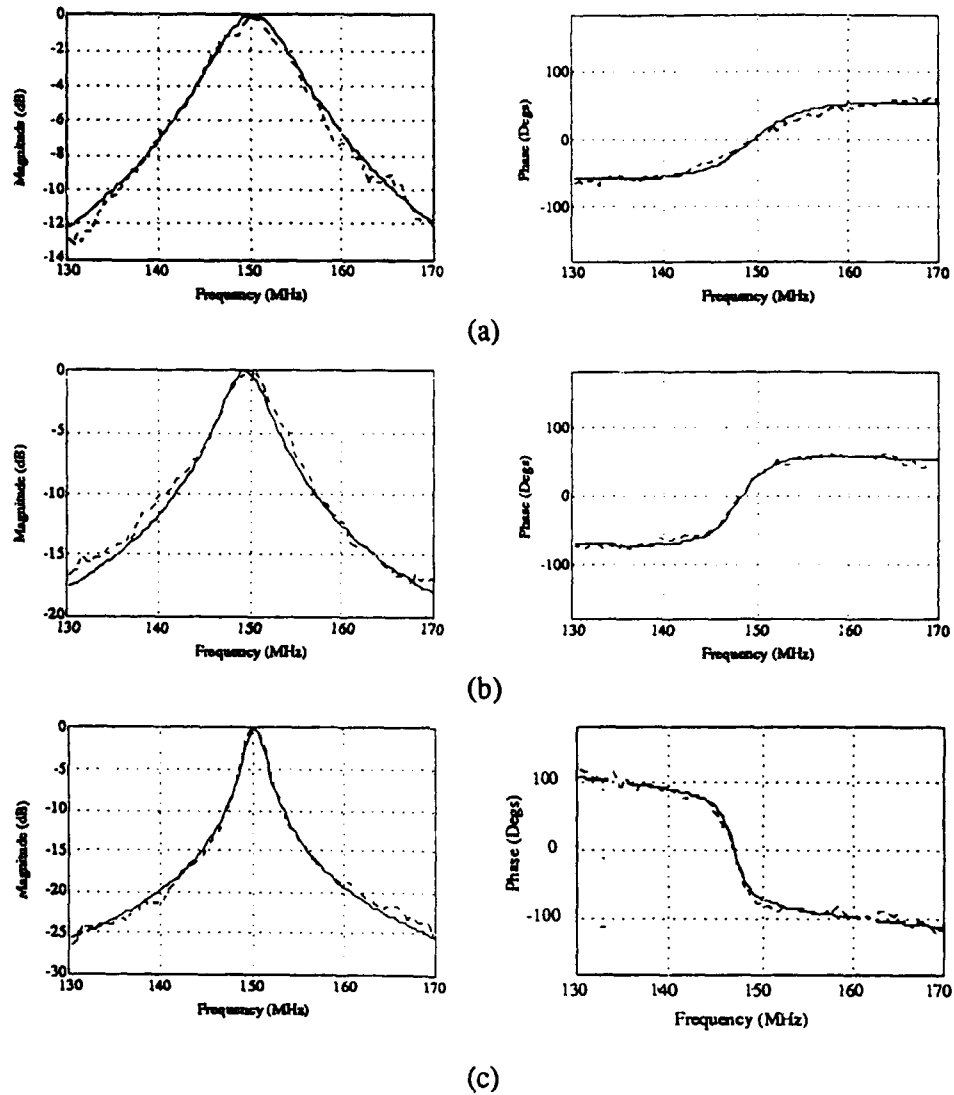 0
-2
-4
-6
-8
-10
-12
-14
Magnitude (dB)
130 140 150 160 170
Frequency (MHz)
100
0
-100
Phase (Degs)
130 140 150 160 170
Frequency (MHz)
(a)
0
-5
-10
-15
-20
Magnitude (dB)
130 140 150 160 170
Frequency (MHz)
100
0
-100
Phase (Degs)
130 140 150 160 170
Frequency (MHz)
(b)
0
-5
-10
-15
-20
-25
-30
Magnitude (dB)
130 140 150 160 170
Frequency (MHz)
100
0
-100
Phase (Degs)
130 140 150 160 170
Frequency (MHz)
(c)